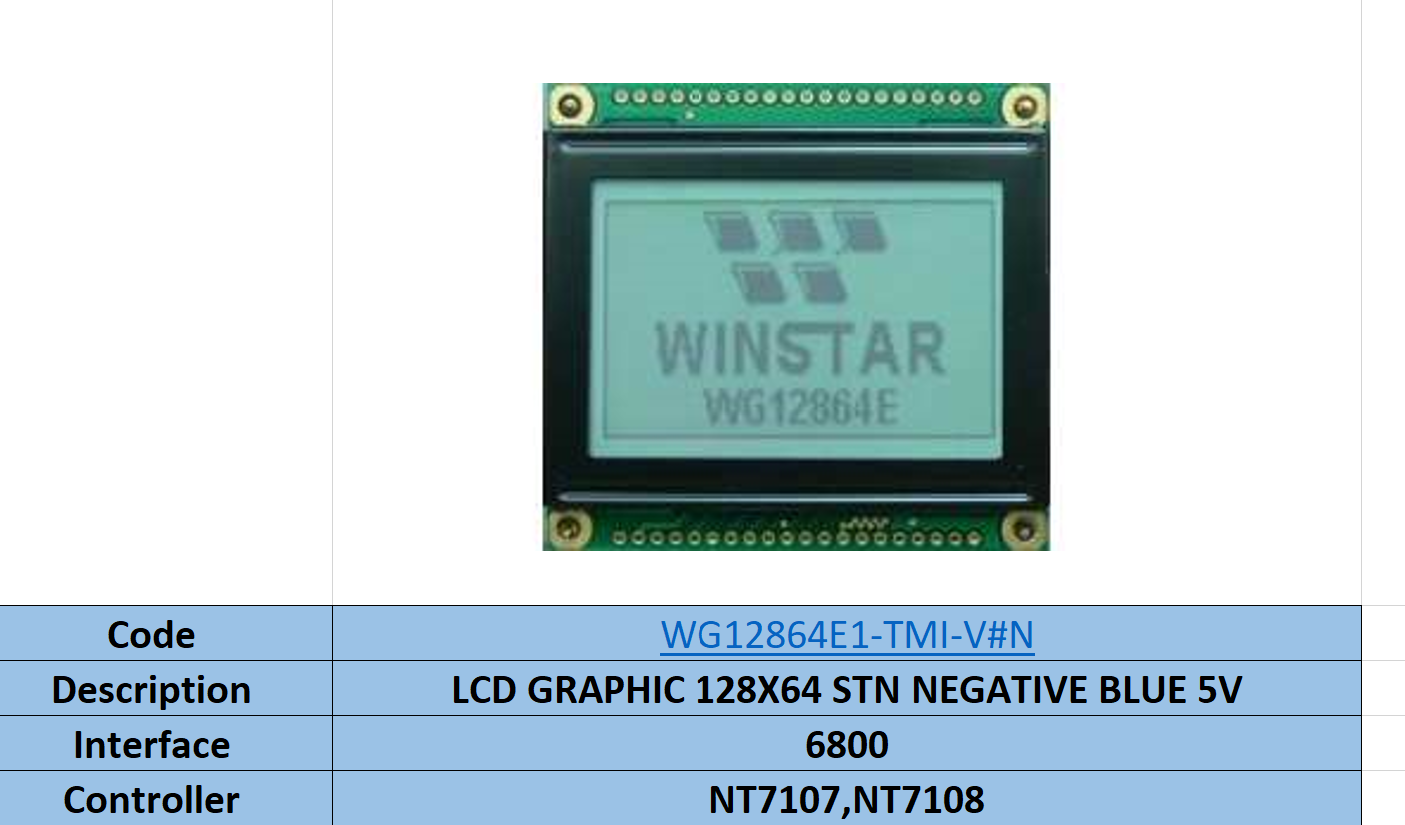 WINSTAR
WG12864E
Code WG12864E1-TMI-V#N
Description LCD GRAPHIC 128X64 STN NEGATIVE BLUE 5V
Interface 6800
Controller NT7107,NT7108